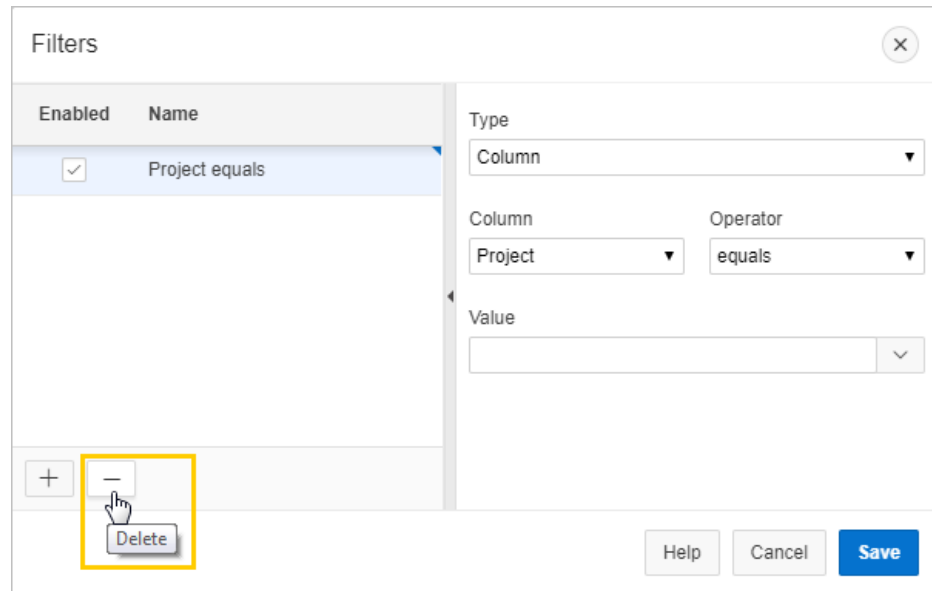 Filters
Enabled Name
Project equals
Type
Column
Column Operator
Project equals
Value
Delete
Help Cancel Save